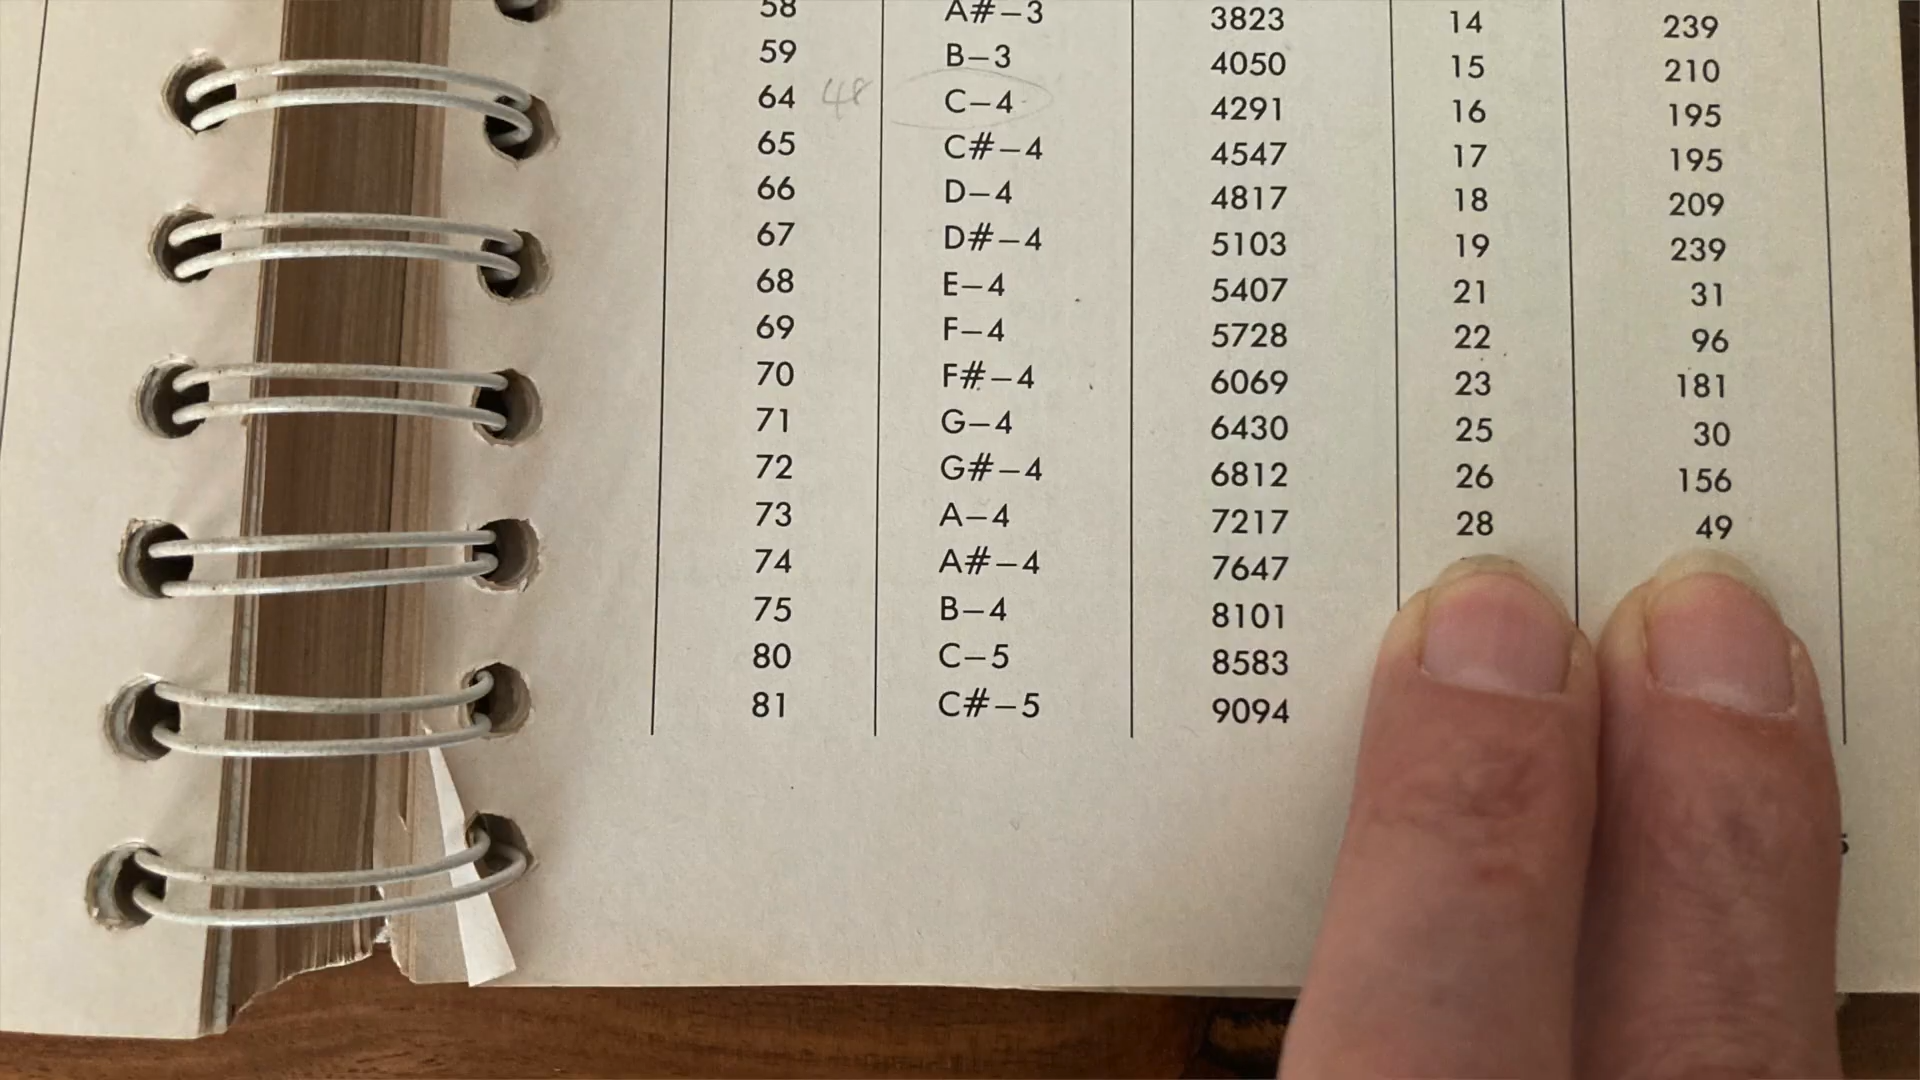 58 A#–3 3823 14 239
59 B–3 4050 15 210
64 48 C–4 4291 16 195
65 C#–4 4547 17 195
66 D–4 4817 18 209
67 D#–4 5103 19 239
68 E–4 5407 21 31
69 F–4 5728 22 96
70 F#–4 6069 23 181
71 G–4 6430 25 30
72 G#–4 6812 26 156
73 A–4 7217 28 49
74 A#–4 7647
75 B–4 8101
80 C–5 8583
81 C#–5 9094